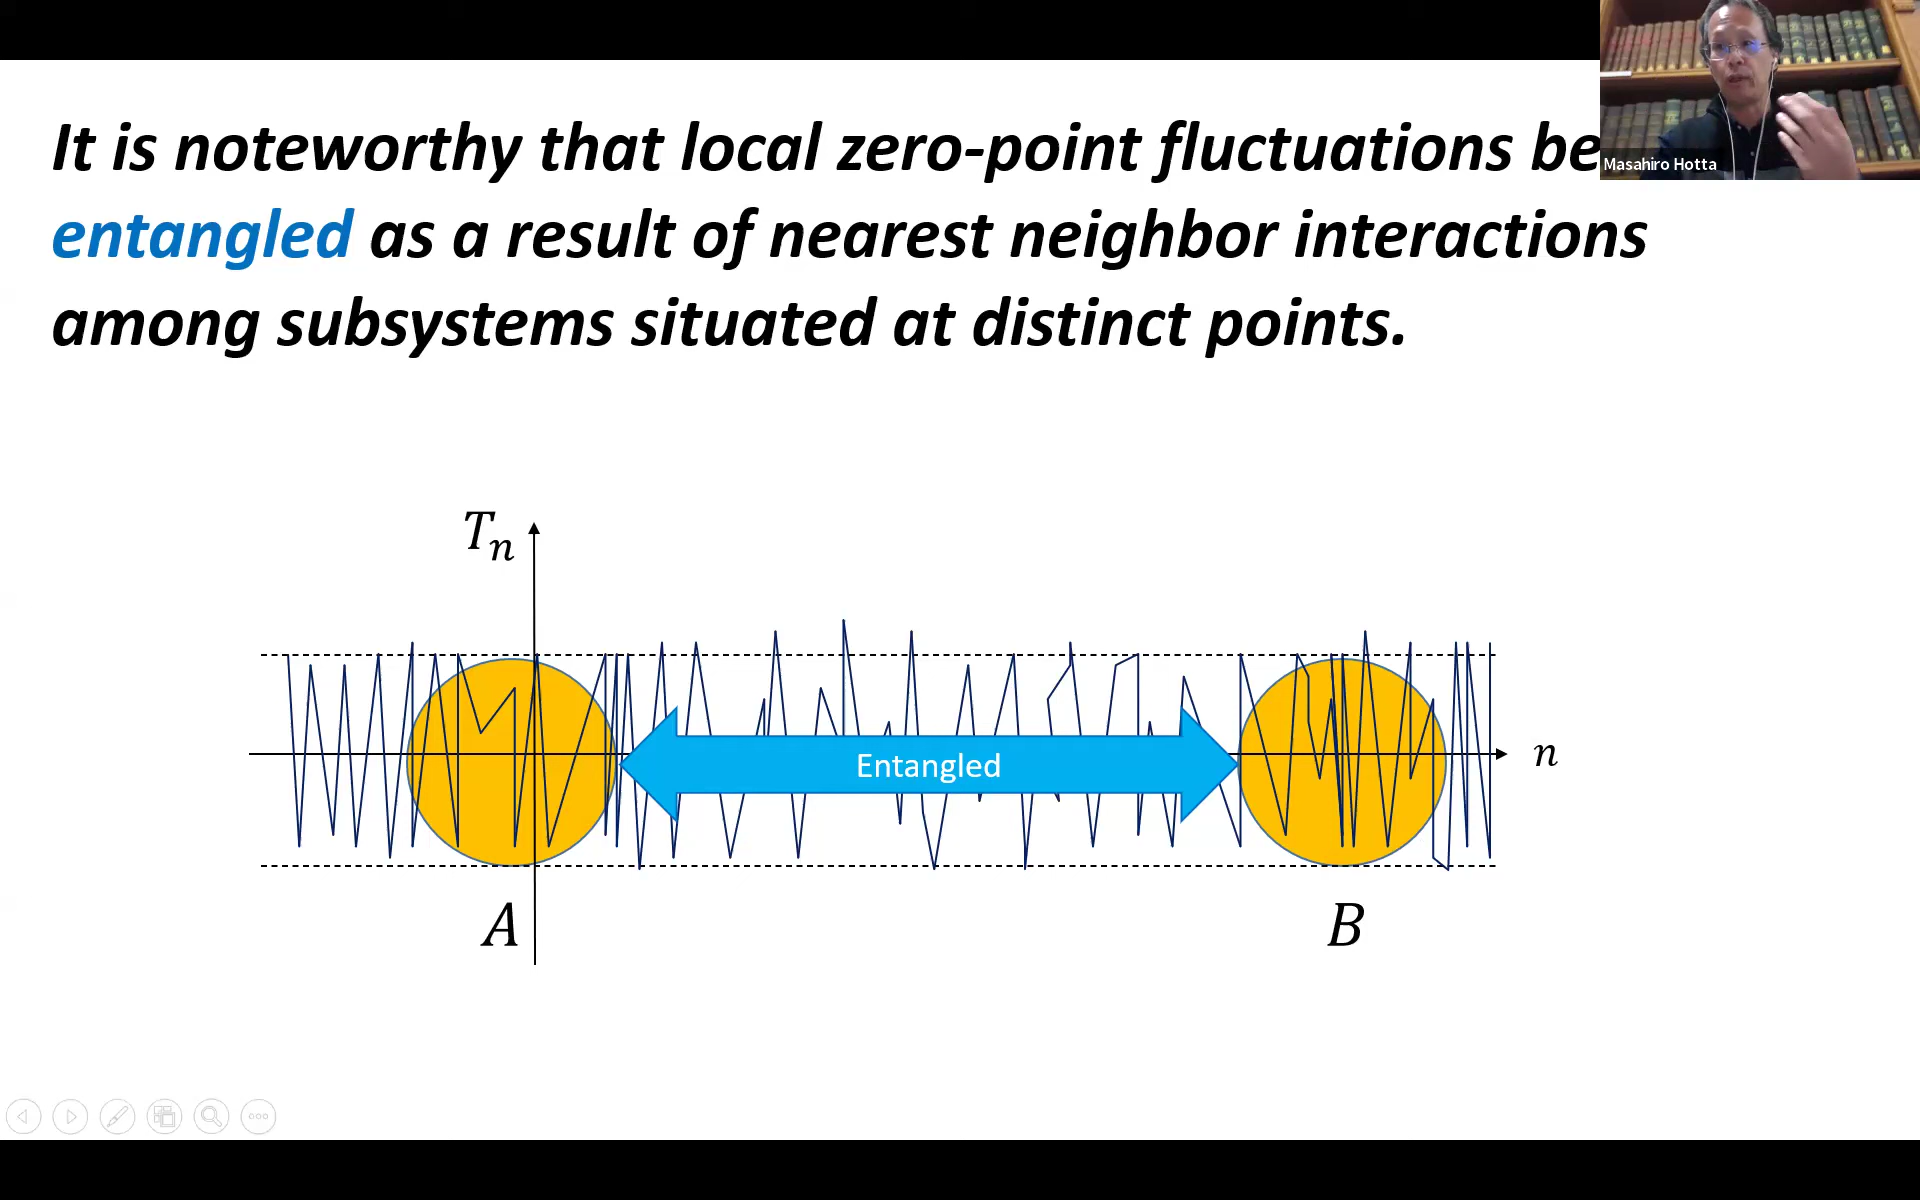 It is noteworthy that local zero-point fluctuations be
Masahiro Hotta
entangled as a result of nearest neighbor interactions
among subsystems situated at distinct points.
Tₙ
Entangled
n
A
B